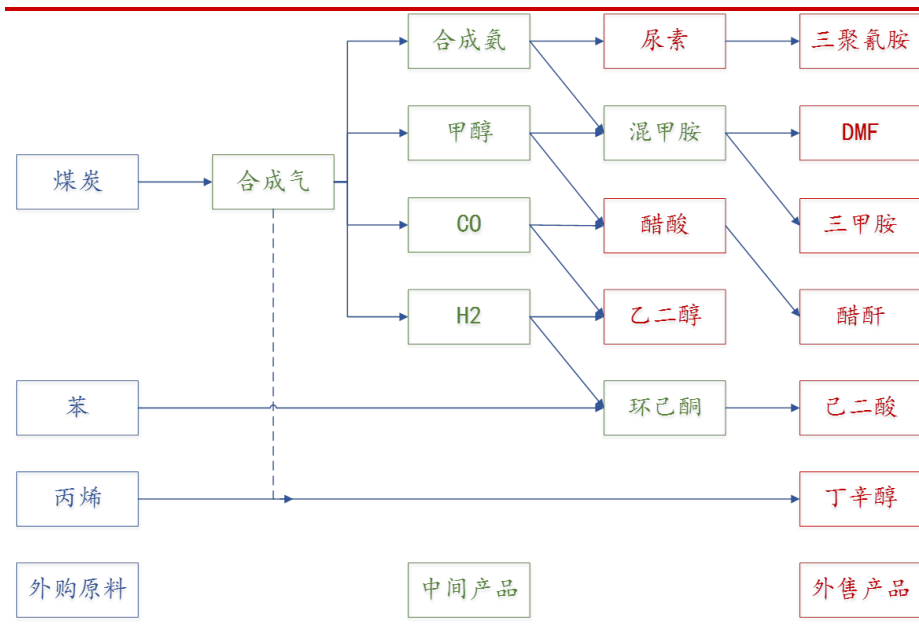 合成氨
尿素
三聚氰胺
甲醇
混甲胺
DMF
煤炭
合成气
CO
醋酸
三甲胺
H2
乙二醇
醋酐
苯
环己酮
己二酸
丙烯
丁辛醇
外购原料
中间产品
外售产品